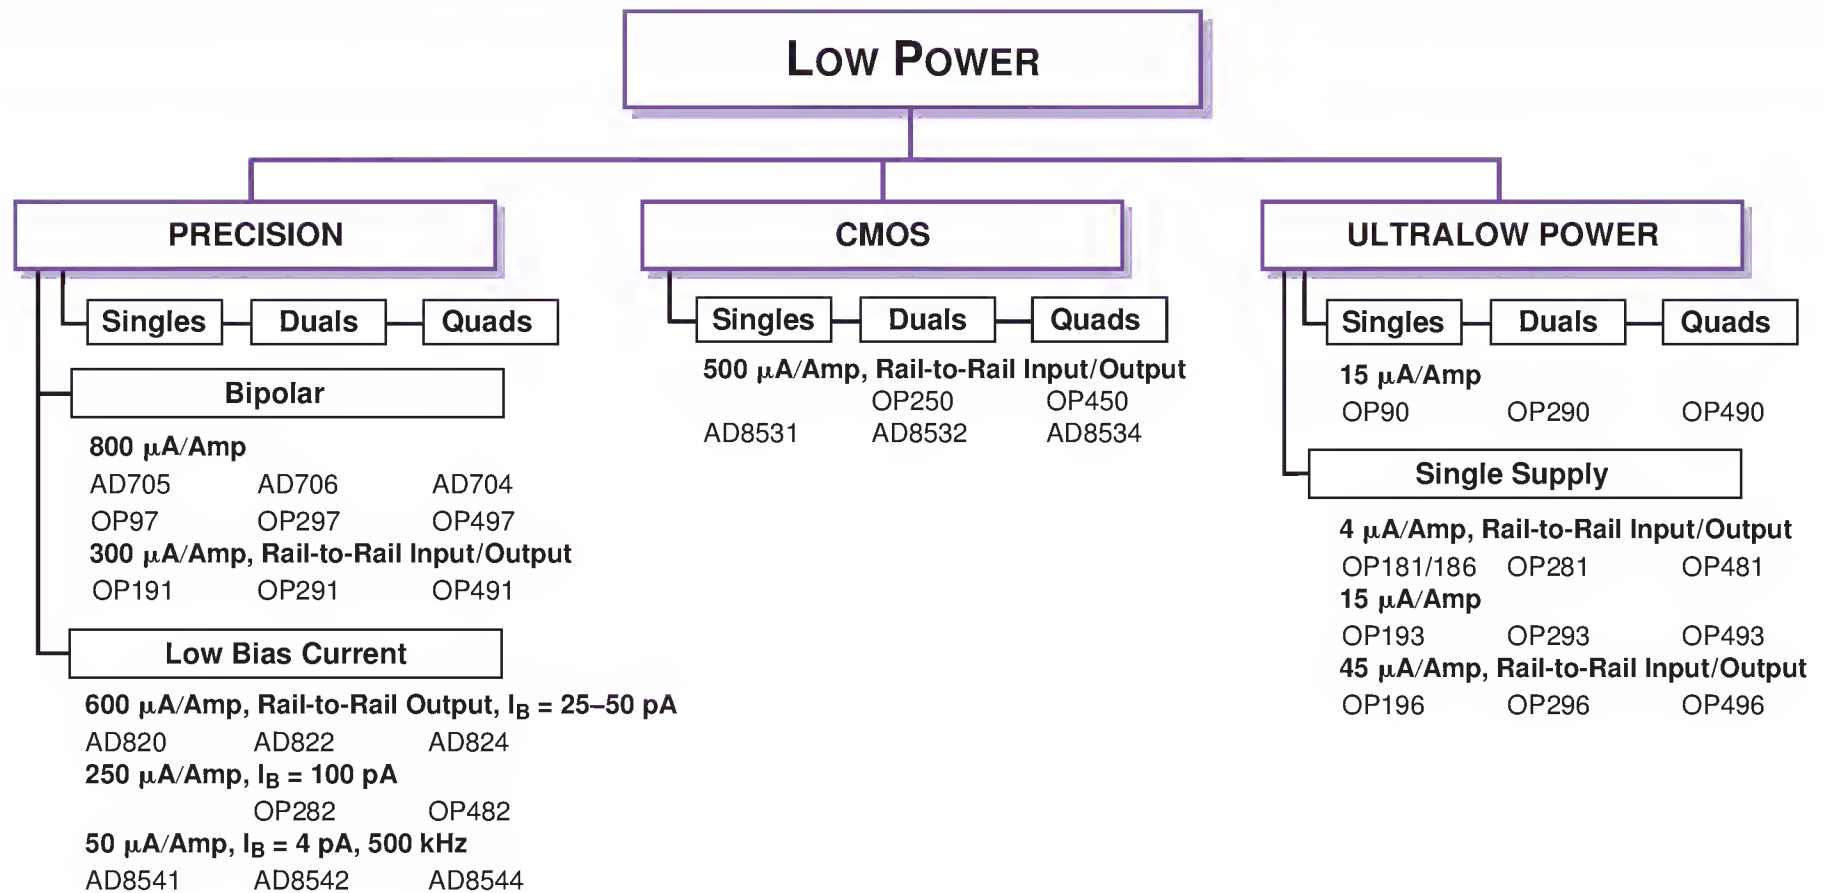 LOW POWER
PRECISION
Singles Duals Quads
Bipolar
800 µA/Amp
AD705 AD706 AD704
OP97 OP297 OP497
300 µA/Amp, Rail-to-Rail Input/Output
OP191 OP291 OP491
Low Bias Current
600 µA/Amp, Rail-to-Rail Output, IB = 25–50 pA
AD820 AD822 AD824
250 µA/Amp, IB = 100 pA
OP282 OP482
50 µA/Amp, IB = 4 pA, 500 kHz
AD8541 AD8542 AD8544
CMOS
Singles Duals Quads
500 µA/Amp, Rail-to-Rail Input/Output
OP250 OP450
AD8531 AD8532 AD8534
ULTRALOW POWER
Singles Duals Quads
15 µA/Amp
OP90 OP290 OP490
Single Supply
4 µA/Amp, Rail-to-Rail Input/Output
OP181/186 OP281 OP481
15 µA/Amp
OP193 OP293 OP493
45 µA/Amp, Rail-to-Rail Input/Output
OP196 OP296 OP496